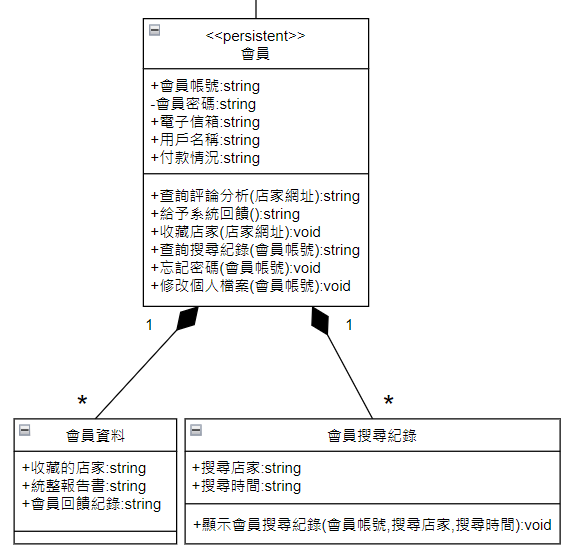 <<persistent>>
會員
+會員帳號:string
-會員密碼:string
+電子信箱:string
+用戶名稱:string
+付款情況:string
+查詢評論分析(店家網址):string
+給予系統回饋():string
+收藏店家(店家網址):void
+查詢搜尋紀錄(會員帳號):string
+忘記密碼(會員帳號):void
+修改個人檔案(會員帳號):void
1
1
*
*
會員資料
+收藏的店家:string
+統整報告書:string
+會員回饋紀錄:string
會員搜尋紀錄
+搜尋店家:string
+搜尋時間:string
+顯示會員搜尋紀錄(會員帳號,搜尋店家,搜尋時間):void